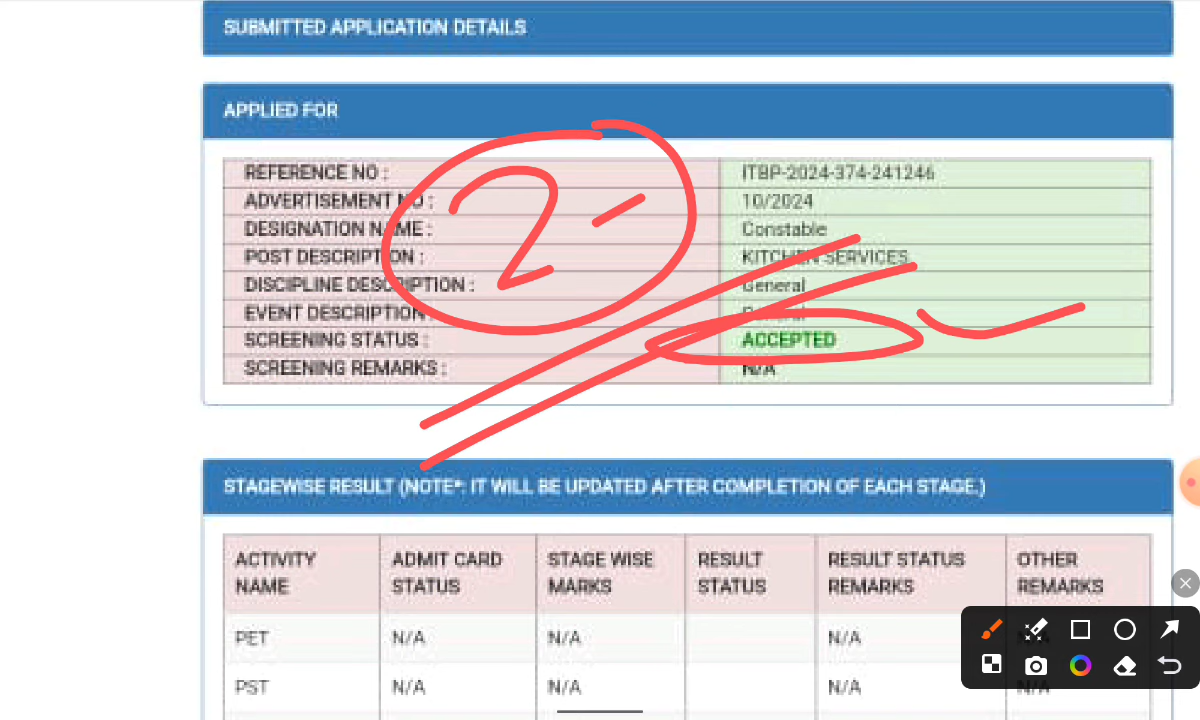 SUBMITTED APPLICATION DETAILS
APPLIED FOR
REFERENCE NO : ITBP-2024-374-241246
ADVERTISEMENT NO : 10/2024
DESIGNATION NAME : Constable
POST DESCRIPTION : KITCHEN SERVICES
DISCIPLINE DESCRIPTION : General
EVENT DESCRIPTION : General
SCREENING STATUS : ACCEPTED
SCREENING REMARKS : N/A
2
STAGEWISE RESULT (NOTE*: IT WILL BE UPDATED AFTER COMPLETION OF EACH STAGE.)
ACTIVITY NAME ADMIT CARD STATUS STAGE WISE MARKS RESULT STATUS RESULT STATUS REMARKS OTHER REMARKS
PET N/A N/A N/A
PST N/A N/A N/A N/A